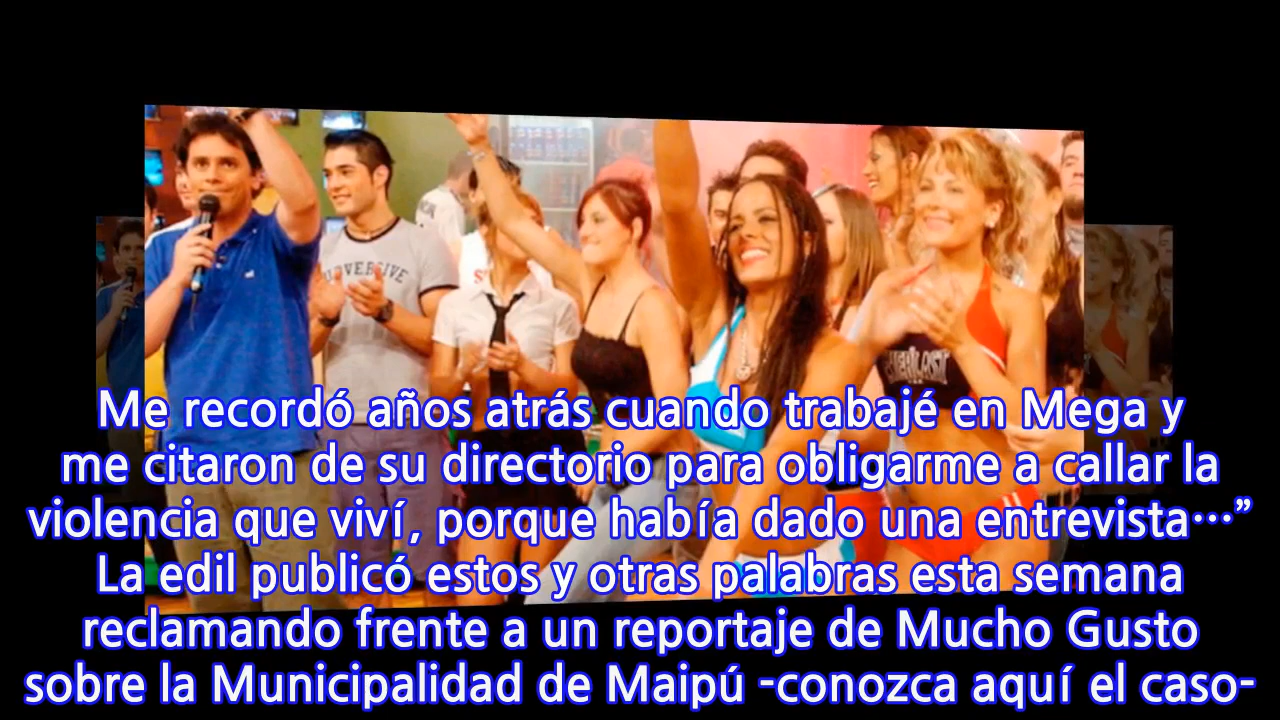 UDVERSIVE
EVERLAST
Me recordó años atrás cuando trabajé en Mega y
me citaron de su directorio para obligarme a callar la
violencia que viví, porque había dado una entrevista…”
La edil publicó estos y otras palabras esta semana
reclamando frente a un reportaje de Mucho Gusto
sobre la Municipalidad de Maipú -conozca aquí el caso-